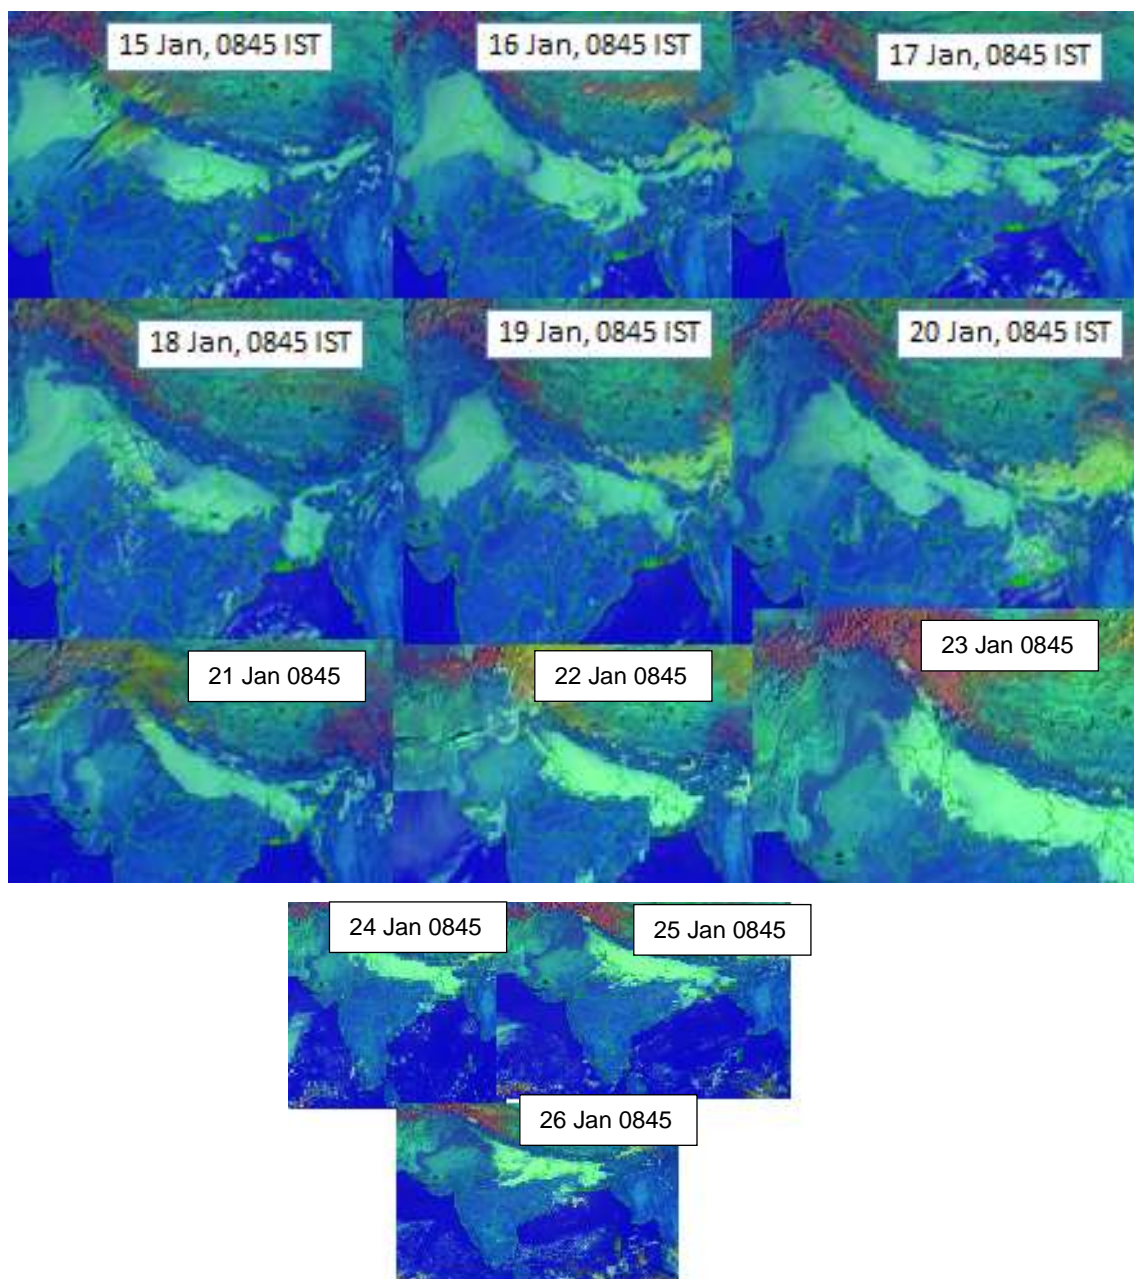 15 Jan, 0845 IST
16 Jan, 0845 IST
17 Jan, 0845 IST
18 Jan, 0845 IST
19 Jan, 0845 IST
20 Jan, 0845 IST
21 Jan 0845
22 Jan 0845
23 Jan 0845
24 Jan 0845
25 Jan 0845
26 Jan 0845